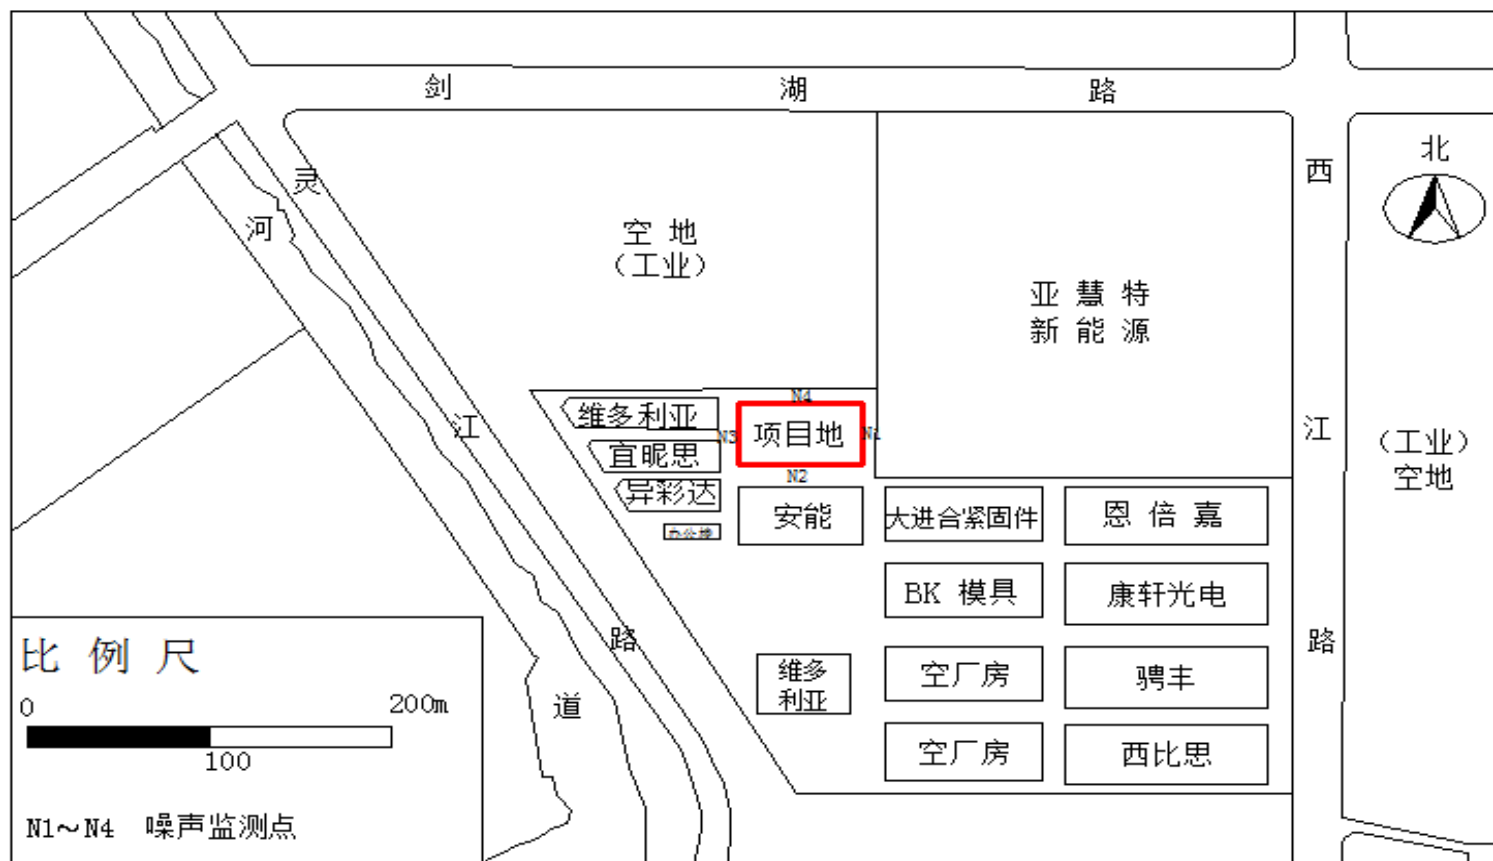 剑湖路
北
西江路
灵江路
河道
空地
（工业）
亚慧特
新能源
（工业）
空地
N4
维多利亚
项目地
N3
N1
宜昵思
N2
异彩达
安能
大进合紧固件
恩倍嘉
办公楼
BK 模具
康轩光电
维多
利亚
空厂房
骋丰
空厂房
西比思
比例尺
0
200m
100
N1～N4 噪声监测点